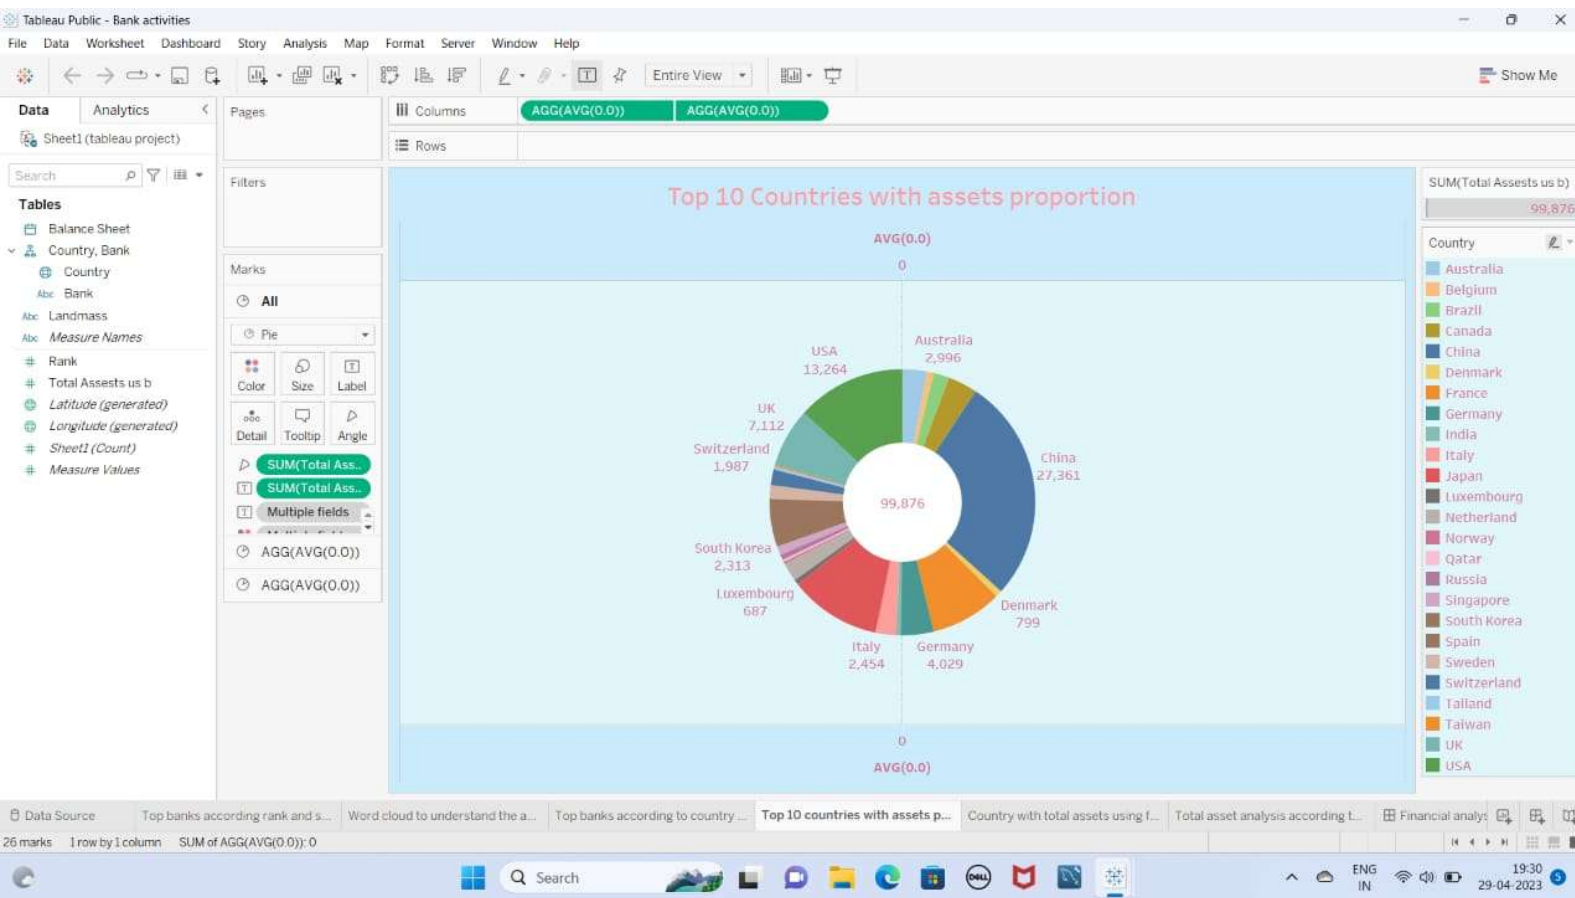 Tableau Public - Bank activities
File Data Worksheet Dashboard Story Analysis Map Format Server Window Help
Entire View
Show Me
Data Analytics
Pages
Columns
AGG(AVG(0.0)) AGG(AVG(0.0))
Sheet1 (tableau project)
Rows
Search
Filters
Tables
Balance Sheet
Country, Bank
Country
Abc Bank
Abc Landmass
Abc Measure Names
# Rank
# Total Assests us b
Latitude (generated)
Longitude (generated)
# Sheet1 (Count)
# Measure Values
Marks
All
Pie
Color Size Label
Detail Tooltip Angle
SUM(Total Ass..
SUM(Total Ass..
Multiple fields
AGG(AVG(0.0))
AGG(AVG(0.0))
Top 10 Countries with assets proportion
AVG(0.0)
0
USA
13,264
Australia
2,996
UK
7,112
Switzerland
1,987
China
27,361
99,876
South Korea
2,313
Luxembourg
687
Denmark
799
Italy
2,454
Germany
4,029
0
AVG(0.0)
SUM(Total Assests us b)
99,876
Country
Australia
Belgium
Brazil
Canada
China
Denmark
France
Germany
India
Italy
Japan
Luxembourg
Netherland
Norway
Qatar
Russia
Singapore
South Korea
Spain
Sweden
Switzerland
Tailand
Taiwan
UK
USA
Data Source Top banks according rank and s... Word cloud to understand the a... Top banks according to country ... Top 10 countries with assets p... Country with total assets using f... Total asset analysis according t... Financial analys
26 marks 1 row by 1 column SUM of AGG(AVG(0.0)): 0
Search
DELL
ENG
IN
19:30
29-04-2023
5